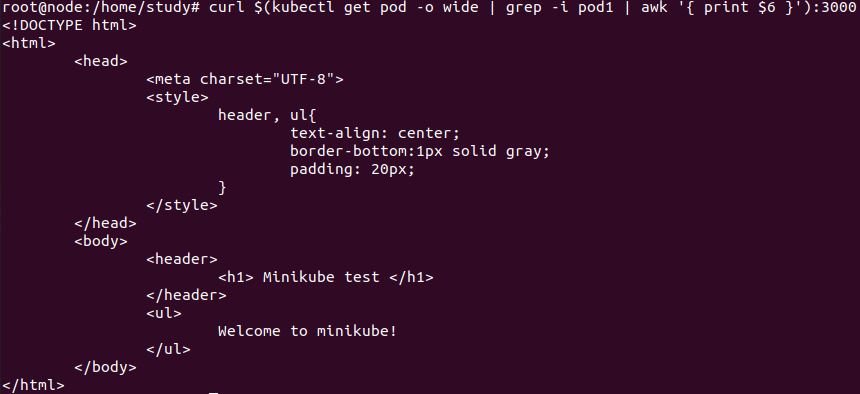 root@node:/home/study# curl $(kubectl get pod -o wide | grep -i pod1 | awk '{ print $6 }'):3000
<!DOCTYPE html>
<html>
        <head>
                <meta charset="UTF-8">
                <style>
                        header, ul{
                                text-align: center;
                                border-bottom:1px solid gray;
                                padding: 20px;
                        }
                </style>
        </head>
        <body>
                <header>
                        <h1> Minikube test </h1>
                </header>
                <ul>
                        Welcome to minikube!
                </ul>
        </body>
</html>